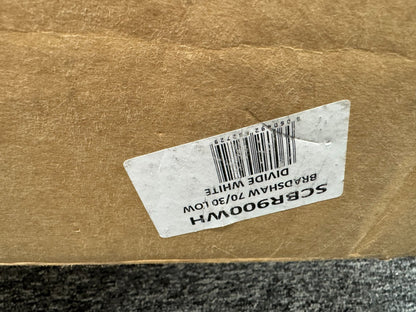 SCBR900WH
BRADSHAW 70/30 LOW
DIVIDE WHITE